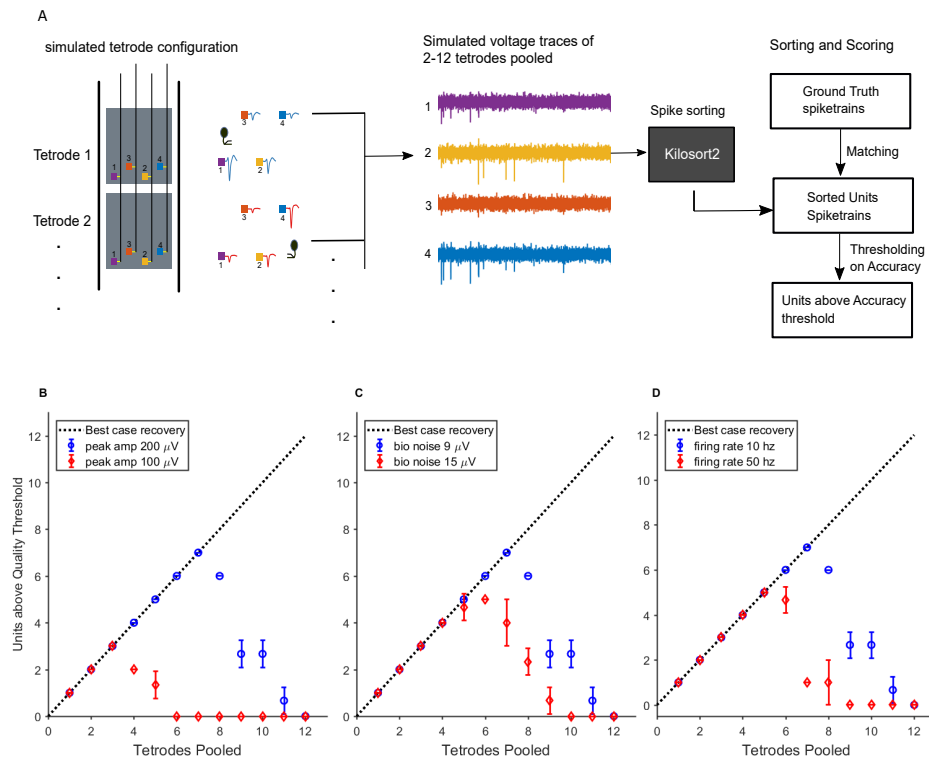 A
simulated tetrode configuration
Simulated voltage traces of
2-12 tetrodes pooled
Sorting and Scoring
Tetrode 1
1
3
2
4
Tetrode 2
1
3
2
4
3
4
1
2
3
4
1
2
1
2
3
4
Spike sorting
Kilosort2
Ground Truth
spiketrains
Matching
Sorted Units
Spiketrains
Thresholding
on Accuracy
Units above Accuracy
threshold
B
Best case recovery
peak amp 200 μV
peak amp 100 μV
Units above Quality Threshold
12
10
8
6
4
2
0
0 2 4 6 8 10 12
Tetrodes Pooled
C
Best case recovery
bio noise 9 μV
bio noise 15 μV
12
10
8
6
4
2
0
0 2 4 6 8 10 12
Tetrodes Pooled
D
Best case recovery
firing rate 10 hz
firing rate 50 hz
12
10
8
6
4
2
0
0 2 4 6 8 10 12
Tetrodes Pooled